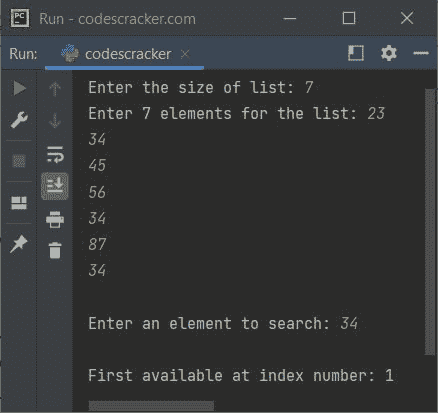 PC
Run - codescracker.com
Run: codescracker
Enter the size of list: 7
Enter 7 elements for the list: 23
34
45
56
34
87
34
Enter an element to search: 34
First available at index number: 1